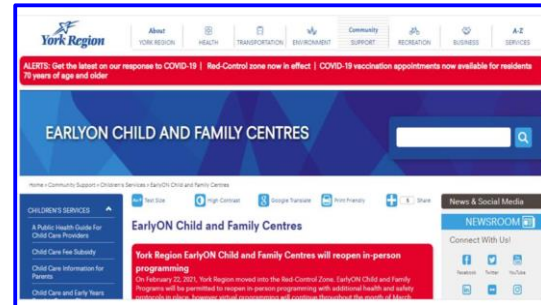 York Region
About
YORK REGION
HEALTH
TRANSPORTATION
ENVIRONMENT
Community
SUPPORT
RECREATION
BUSINESS
A-Z
SERVICES
ALERTS: Get the latest on our response to COVID-19 | Red-Control zone now in effect | COVID-19 vaccination appointments now available for residents
70 years of age and older
EARLYON CHILD AND FAMILY CENTRES
Home » Community Support » Children's Services » EarlyON Child and Family Centres
Text Size
High Contrast
Google Translate
Print Friendly
5 Share
News & Social Media
CHILDREN'S SERVICES
A Public Health Guide For
Child Care Providers
Child Care Fee Subsidy
Child Care Information for
Parents
Child Care and Early Years
EarlyON Child and Family Centres
York Region EarlyON Child and Family Centres will reopen in-person
programming
On February 22, 2021, York Region moved into the Red-Control Zone. EarlyON Child and Family
Programs will be permitted to reopen in-person programming with additional health and safety
protocols in place, however virtual programming will continue throughout the month of March
NEWSROOM
Connect With Us!
Facebook
Twitter
YouTube